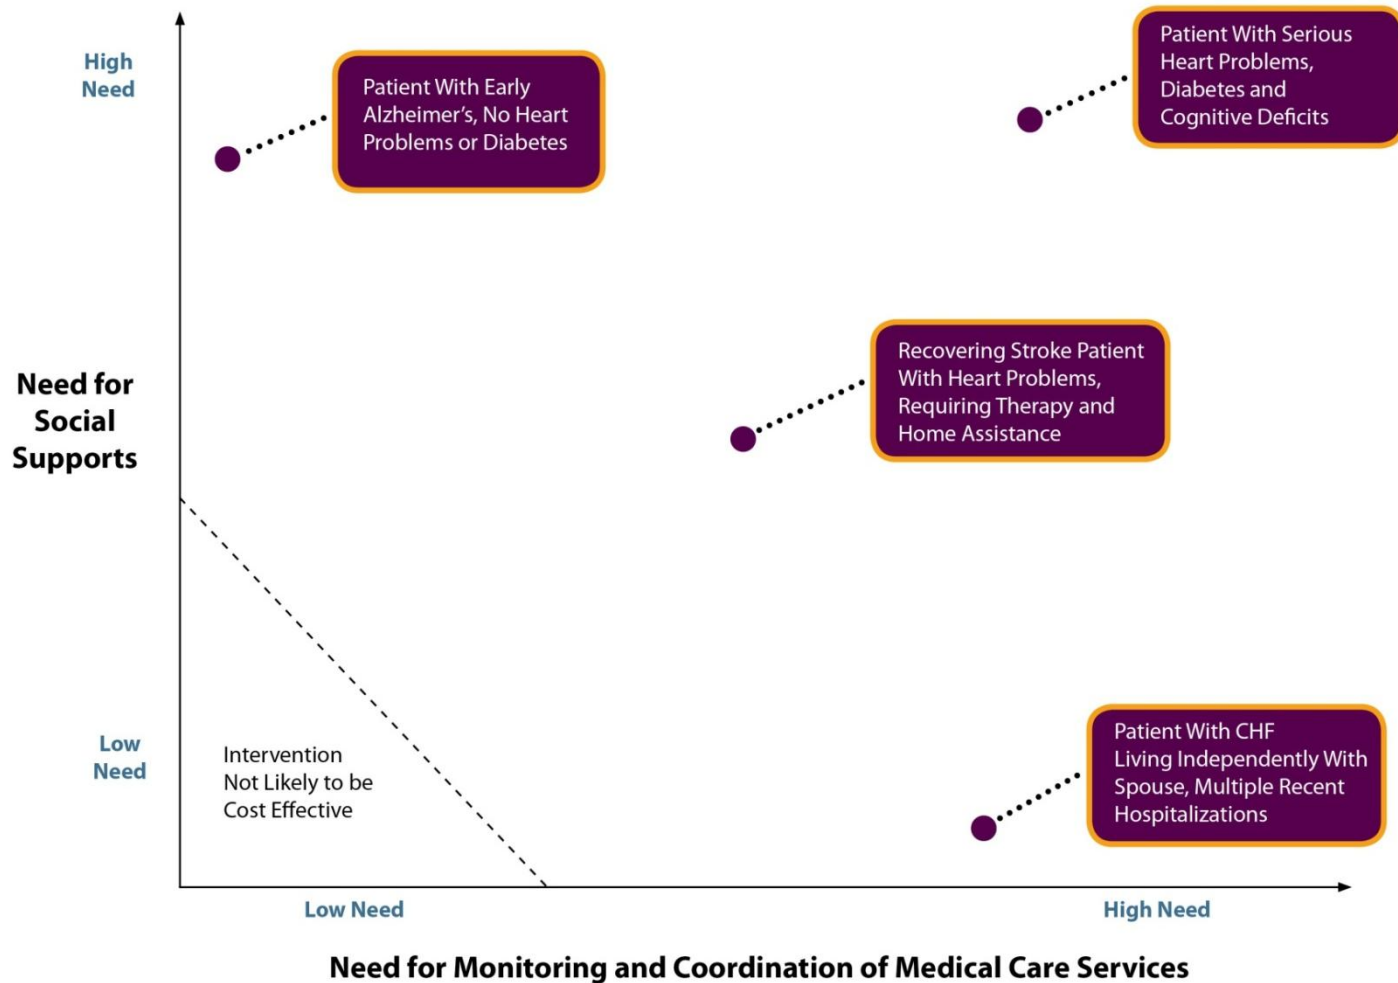 High
Need
Patient With Early
Alzheimer’s, No Heart
Problems or Diabetes
Patient With Serious
Heart Problems,
Diabetes and
Cognitive Deficits
Need for
Social
Supports
Recovering Stroke Patient
With Heart Problems,
Requiring Therapy and
Home Assistance
Low
Need
Intervention
Not Likely to be
Cost Effective
Patient With CHF
Living Independently With
Spouse, Multiple Recent
Hospitalizations
Low Need
High Need
Need for Monitoring and Coordination of Medical Care Services